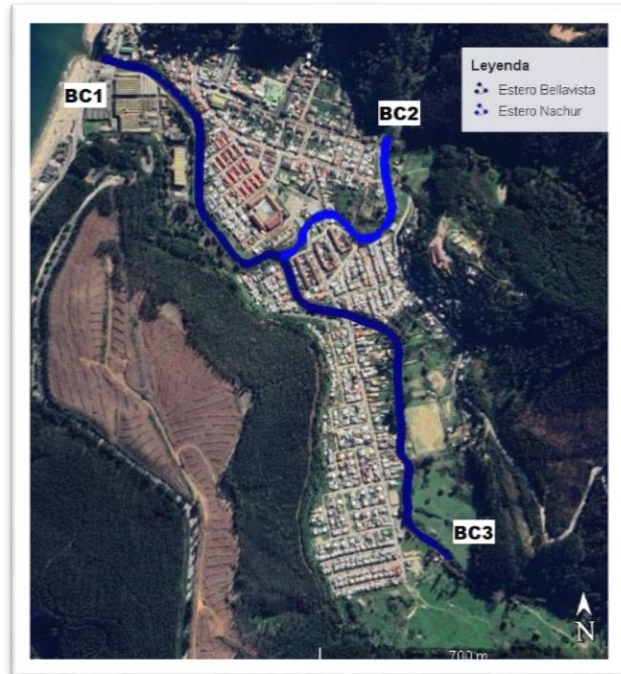 Leyenda
Estero Bellavista
Estero Nachur
BC1
BC2
BC3
N
700 m